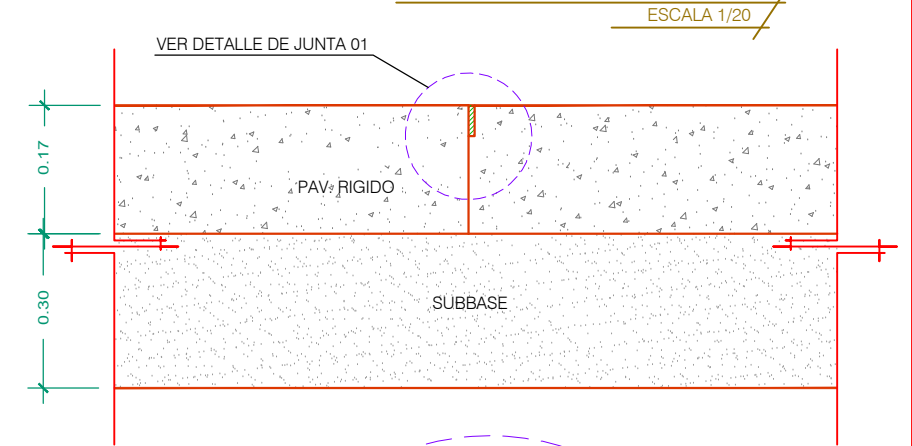 ESCALA 1/20
VER DETALLE DE JUNTA 01
0.17
PAV. RIGIDO
0.30
SUBBASE